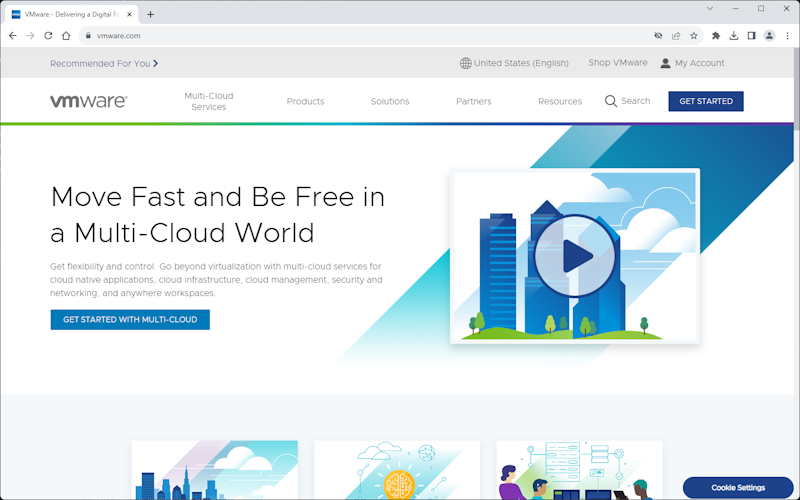 VMware - Delivering a Digital Fo
vmware.com
Recommended For You
United States (English)
Shop VMware
My Account
vmware
Multi-Cloud
Services
Products
Solutions
Partners
Resources
Search
GET STARTED
Move Fast and Be Free in
a Multi-Cloud World
Get flexibility and control. Go beyond virtualization with multi-cloud services for
cloud native applications, cloud infrastructure, cloud management, security and
networking, and anywhere workspaces.
GET STARTED WITH MULTI-CLOUD
Cookie Settings